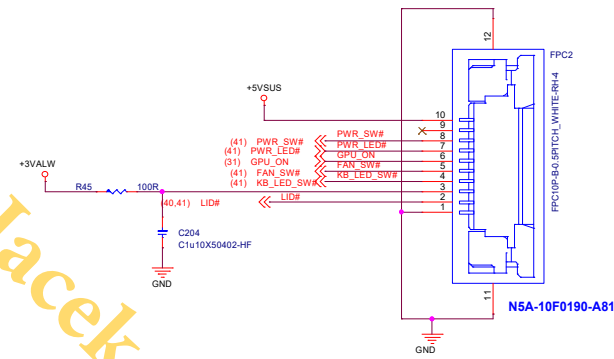 12
FPC2
+5VSUS
10
9
PWR_SW#
8
(41) PWR_SW#
PWR_LED#
7
(41) PWR_LED#
GPU_ON
6
(31) GPU_ON
FAN_SW#
5
(41) FAN_SW#
KB_LED_SW#
4
(41) KB_LED_SW#
+3VALW
3
R45 100R
(40,41) LID#
LID#
2
1
FPC10P-B-0.5PITCH_WHITE-RH-4
C204
C1u10X50402-HF
GND
11
N5A-10F0190-A81
GND
Jacek